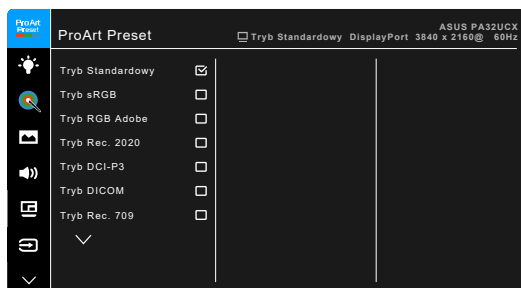 ProArt
Preset
ProArt Preset
ASUS PA32UCX
Tryb Standardowy DisplayPort 3840 x 2160@ 60Hz
Tryb Standardowy
Tryb sRGB
Tryb RGB Adobe
Tryb Rec. 2020
Tryb DCI-P3
Tryb DICOM
Tryb Rec. 709